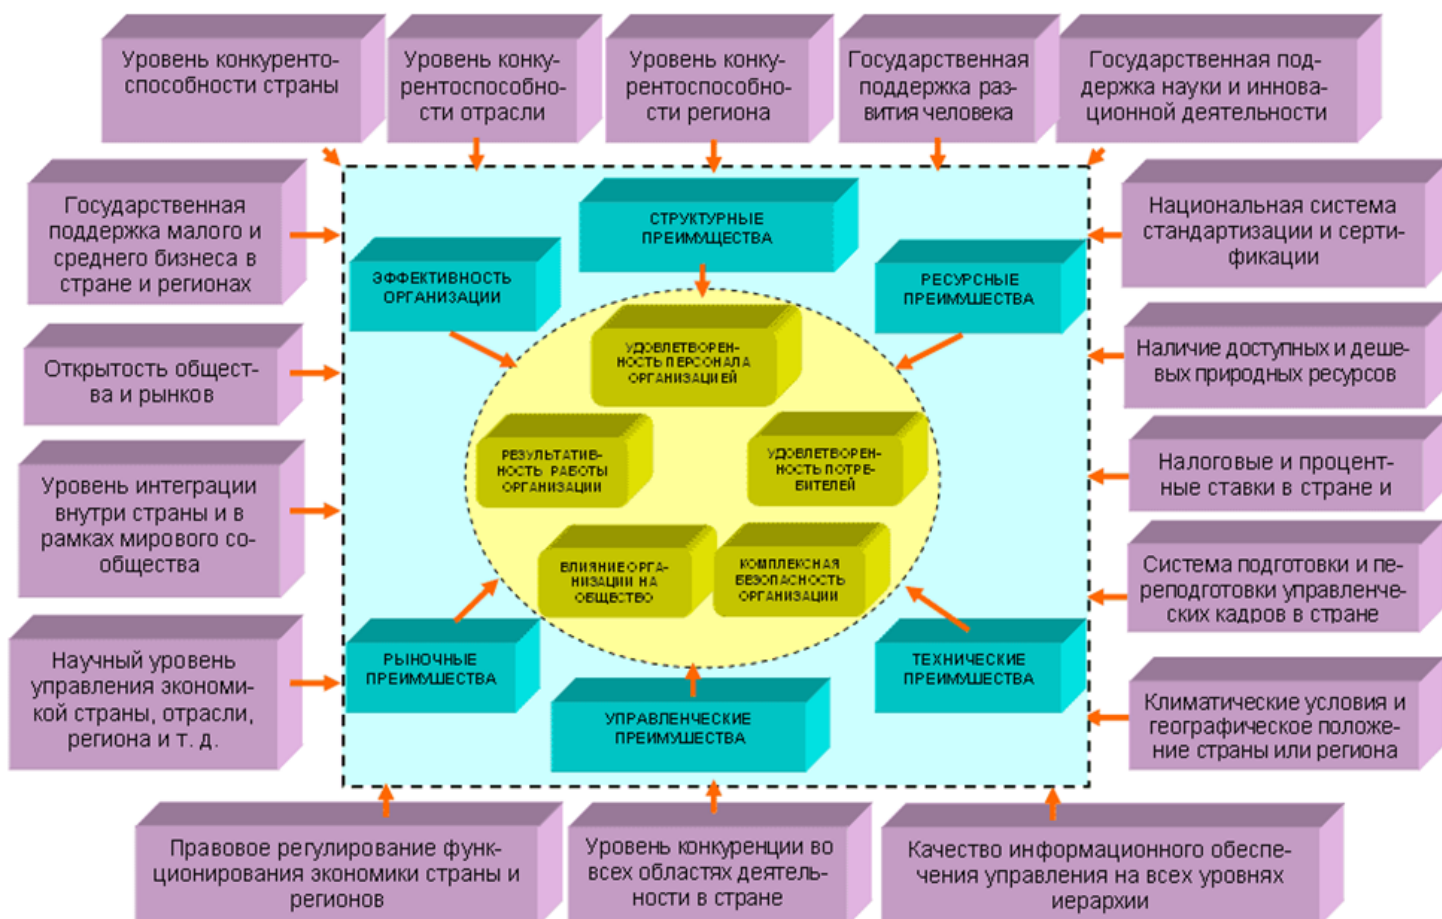 Уровень конкуренто-
способности страны
Уровень конку-
рентоспособно-
сти отрасли
Уровень конку-
рентоспособно-
сти региона
Государственная
поддержка раз-
вития человека
Государственная под-
держка науки и иннова-
ционной деятельности
Государственная
поддержка малого и
среднего бизнеса в
стране и регионах
Открытость общест-
ва и рынков
Уровень интеграции
внутри страны и в
рамках мирового со-
общества
Научный уровень
управления экономи-
кой страны, отрасли,
региона и т. д.
СТРУКТУРНЫЕ
ПРЕИМУЩЕСТВА
ЭФФЕКТИВНОСТЬ
ОРГАНИЗАЦИИ
РЕСУРСНЫЕ
ПРЕИМУШЕСТВА
УДОВЛЕТВОРЕН-
НОСТЬ ПЕРСОНАЛА
ОРГАНИЗАЦИЕЙ
РЕЗУЛЬТАТИВ-
НОСТЬ РАБОТЫ
ОРГАНИЗАЦИИ
УДОВЛЕТВОРЕН-
НОСТЬ ПОТРЕ-
БИТЕЛЕЙ
ВЛИЯНИЕ ОРГА-
НИЗАЦИИ НА
ОБЩЕСТВО
КОМПЛЕКСНАЯ
БЕЗОПАСНОСТЬ
ОРГАНИЗАЦИИ
РЫНОЧНЫЕ
ПРЕИМУШЕСТВА
УПРАВЛЕНЧЕСКИЕ
ПРЕИМУШЕСТВА
ТЕХНИЧЕСКИЕ
ПРЕИМУШЕСТВА
Национальная система
стандартизации и серти-
фикации
Наличие доступных и деше-
вых природных ресурсов
Налоговые и процент-
ные ставки в стране и
Система подготовки и пе-
реподготовки управленче-
ских кадров в стране
Климатические условия и
географическое положе-
ние страны или региона
Правовое регулирование функ-
ционирования экономики страны и
регионов
Уровень конкуренции во
всех областях деятель-
ности в стране
Качество информационного обеспе-
чения управления на всех уровнях
иерархии